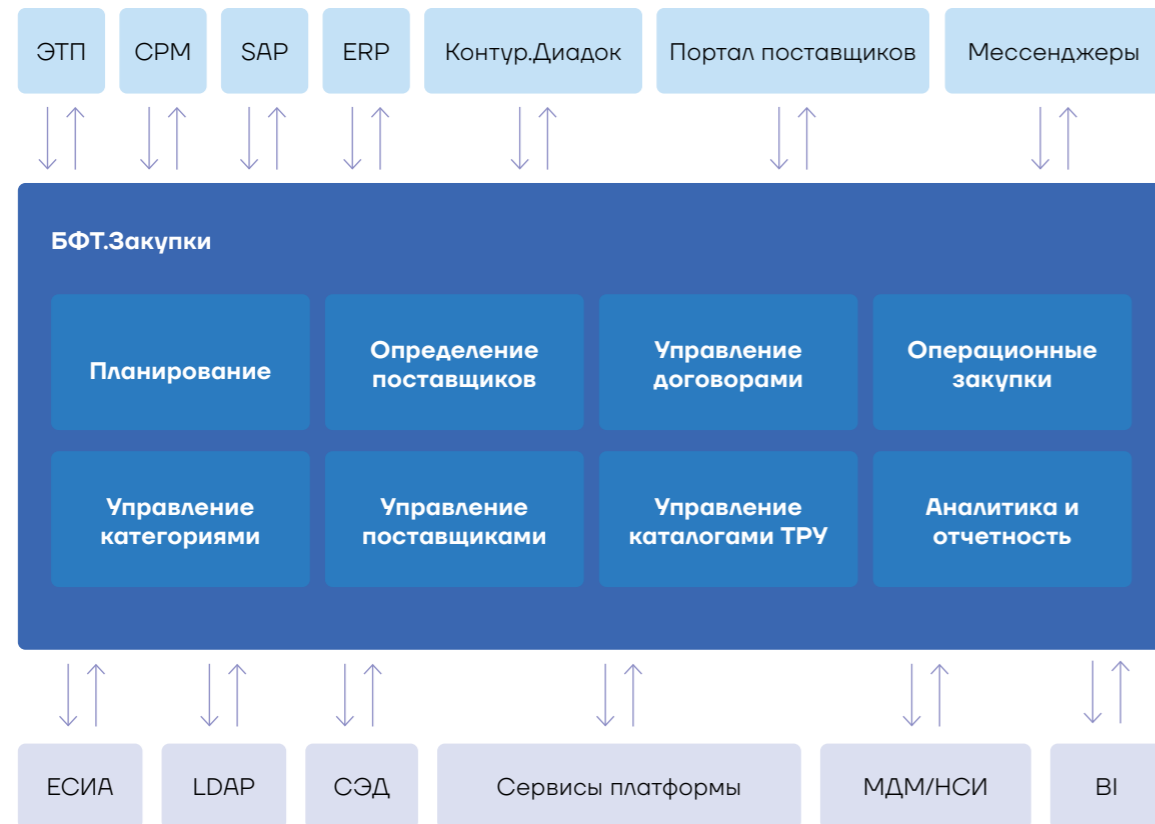 ЭТП
СРМ
SAP
ERP
Контур.Диадок
Портал поставщиков
Мессенджеры
БФТ.Закупки
Планирование
Определение
поставщиков
Управление
договорами
Операционные
закупки
Управление
категориями
Управление
поставщиками
Управление
каталогами ТРУ
Аналитика и
отчетность
ЕСИА
LDAP
СЭД
Сервисы платформы
МДМ/НСИ
BI